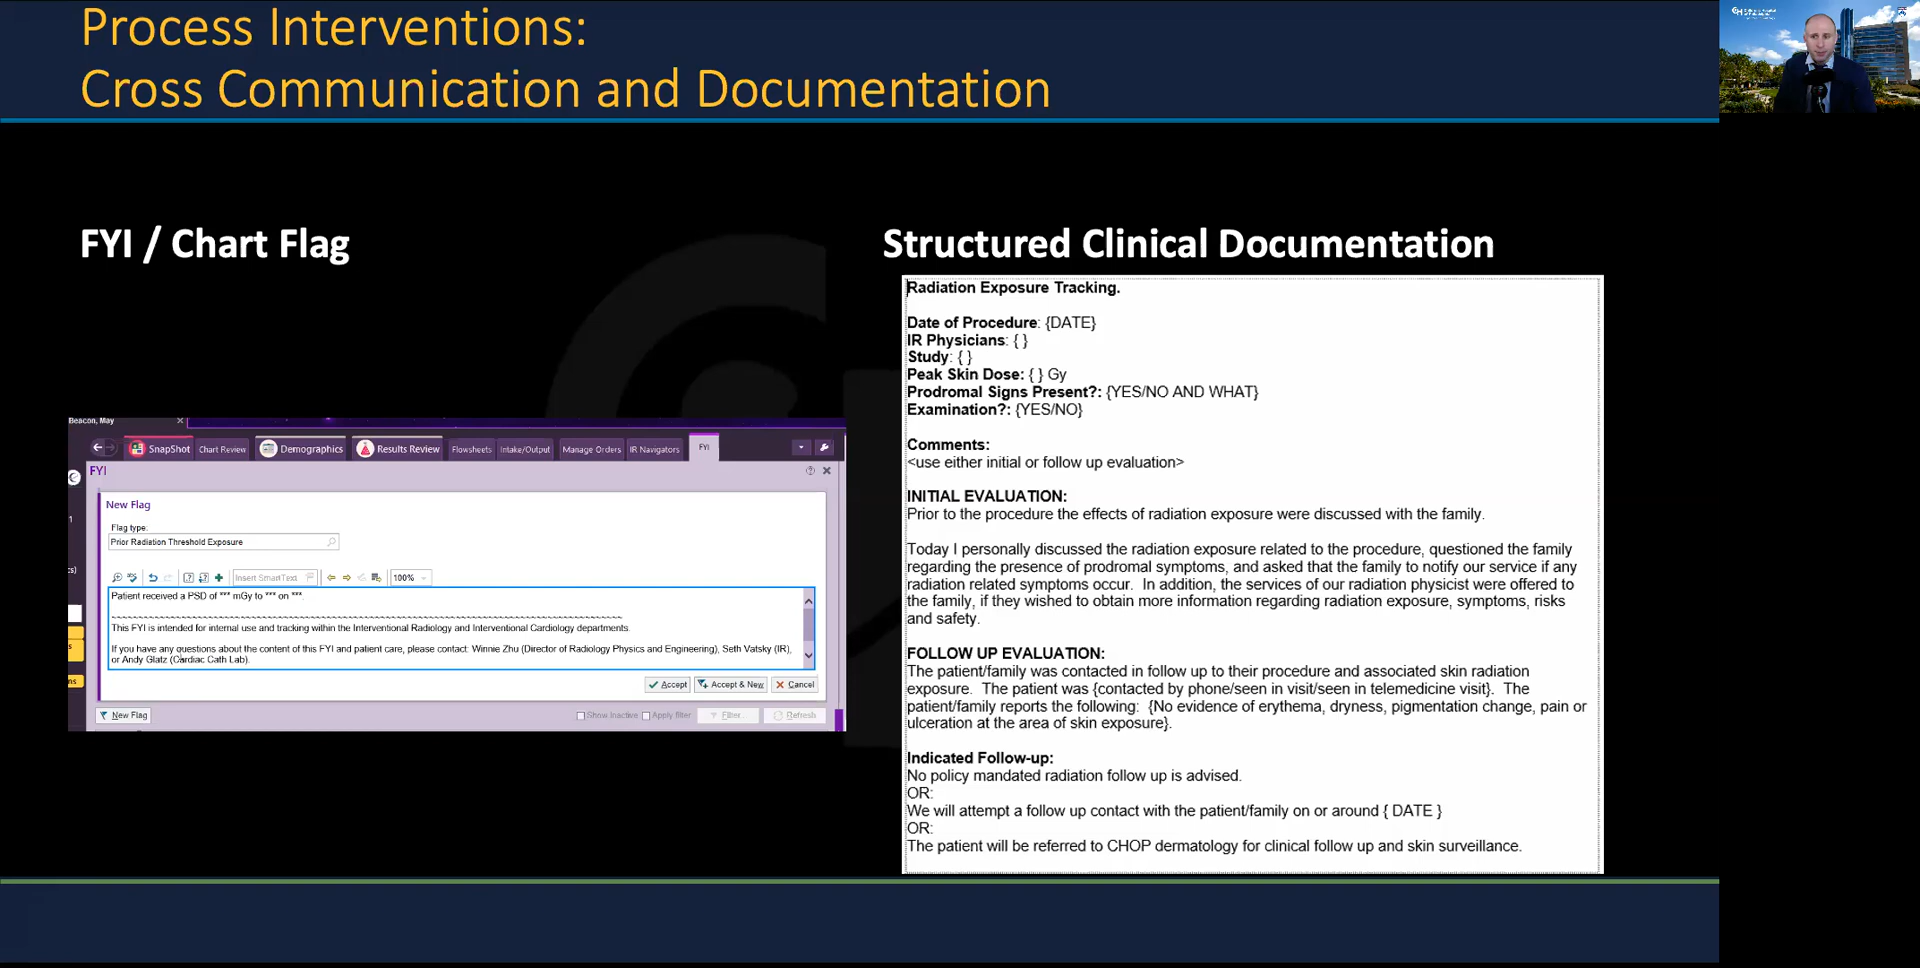 Process Interventions:
Cross Communication and Documentation
FYI / Chart Flag
Beacon, May
SnapShot
Chart Review
Demographics
Results Review
Flowsheets
Intake/Output
Manage Orders
IR Navigators
FYI
FYI
New Flag
Flag type:
Prior Radiation Threshold Exposure
Insert SmartText
100%
Patient received a PSD of *** mGy to *** on ***.
This FYI is intended for internal use and tracking within the Interventional Radiology and Interventional Cardiology departments.
If you have any questions about the content of this FYI and patient care, please contact: Winnie Zhu (Director of Radiology Physics and Engineering), Seth Vatsky (IR),
or Andy Glatz (Cardiac Cath Lab).
Accept
Accept & New
Cancel
New Flag
Show Inactive
Apply filter
Filter
Refresh
Structured Clinical Documentation
Radiation Exposure Tracking.
Date of Procedure: {DATE}
IR Physicians: { }
Study: { }
Peak Skin Dose: { } Gy
Prodromal Signs Present?: {YES/NO AND WHAT}
Examination?: {YES/NO}
Comments:
<use either initial or follow up evaluation>
INITIAL EVALUATION:
Prior to the procedure the effects of radiation exposure were discussed with the family.
Today I personally discussed the radiation exposure related to the procedure, questioned the family
regarding the presence of prodromal symptoms, and asked that the family to notify our service if any
radiation related symptoms occur.  In addition, the services of our radiation physicist were offered to
the family, if they wished to obtain more information regarding radiation exposure, symptoms, risks
and safety.
FOLLOW UP EVALUATION:
The patient/family was contacted in follow up to their procedure and associated skin radiation
exposure.  The patient was {contacted by phone/seen in visit/seen in telemedicine visit}.  The
patient/family reports the following:  {No evidence of erythema, dryness, pigmentation change, pain or
ulceration at the area of skin exposure}.
Indicated Follow-up:
No policy mandated radiation follow up is advised.
OR:
We will attempt a follow up contact with the patient/family on or around { DATE }
OR:
The patient will be referred to CHOP dermatology for clinical follow up and skin surveillance.